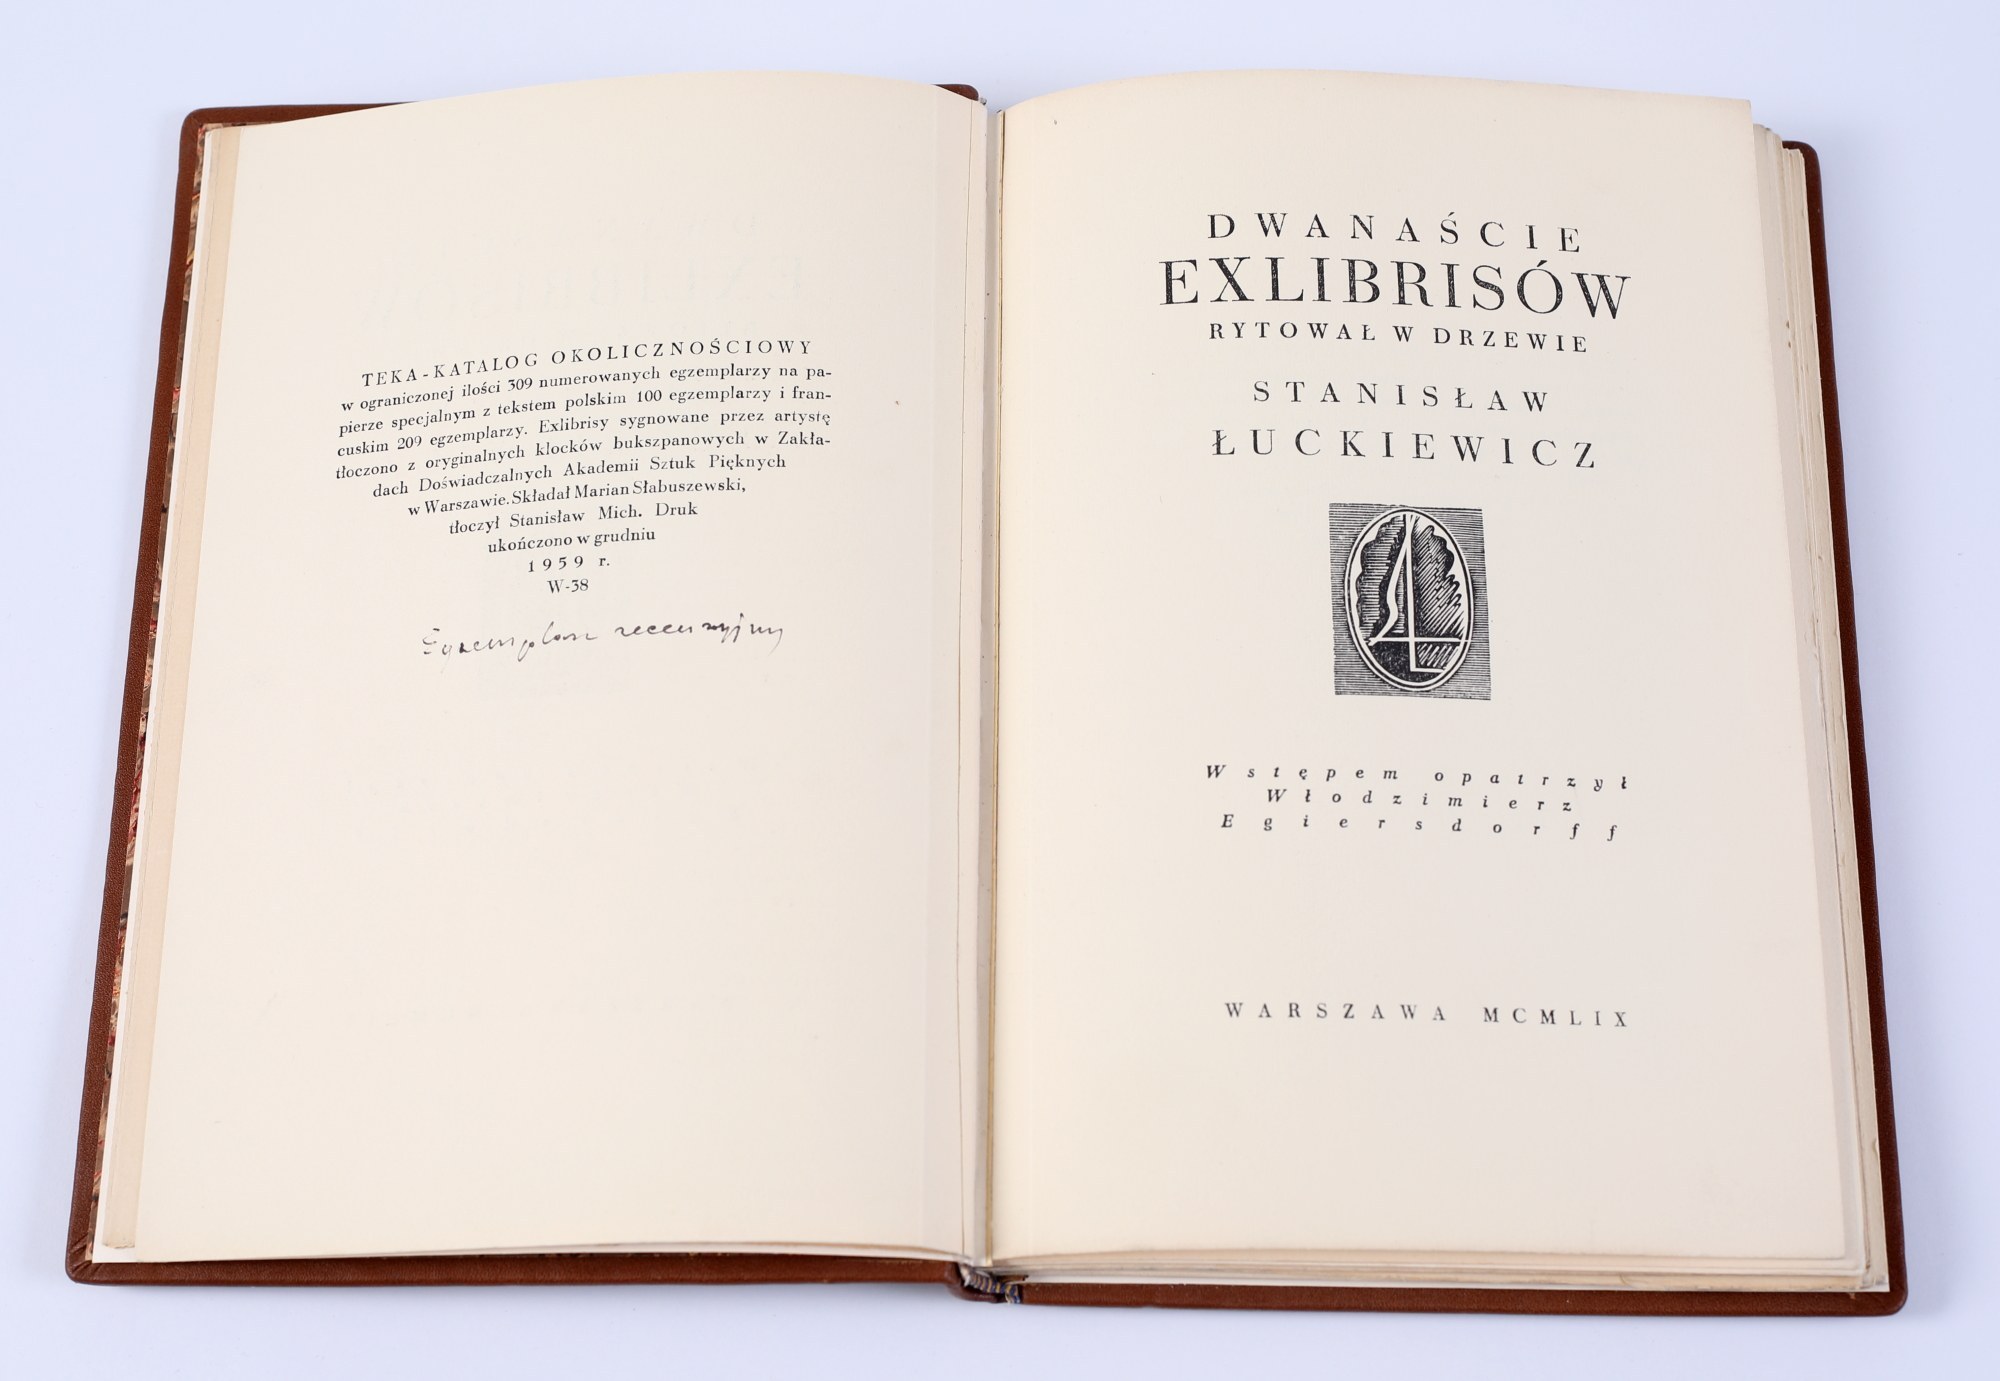 TEKA-KATALOG OKOLICZNOŚCIOWY
w ograniczonej ilości 309 numerowanych egzemplarzy na pa-
pierze specjalnym z tekstem polskim 100 egzemplarzy i fran-
cuskim 209 egzemplarzy. Exlibrisy sygnowane przez artystę
tłoczono z oryginalnych klocków bukszpanowych w Zakła-
dach Doświadczalnych Akademii Sztuk Pięknych
w Warszawie. Składał Marian Słabuszewski,
tłoczył Stanisław Mich. Druk
ukończono w grudniu
1959 r.
W-38
Egzemplarz recenzyjny
DWANAŚCIE
EXLIBRISÓW
RYTOWAŁ W DRZEWIE
STANISŁAW
ŁUCKIEWICZ
Wstępem opatrzył
Włodzimierz
Egiersdorff
WARSZAWA MCMLIX